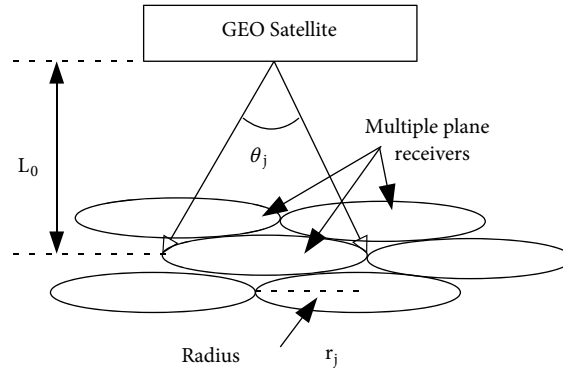 GEO Satellite
L₀
θⱼ
Multiple plane
receivers
Radius
rⱼ